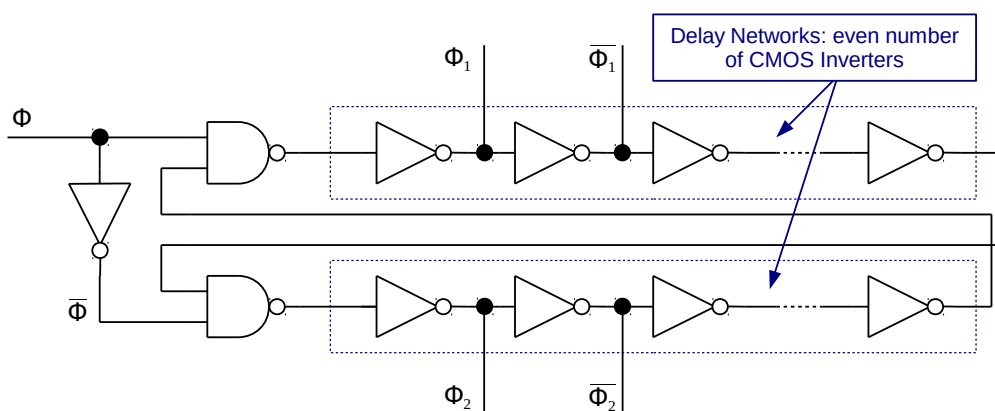 Delay Networks: even number
of CMOS Inverters
Φ₁
Φ̅₁̅
Φ
Φ̅
Φ₂
Φ̅₂̅